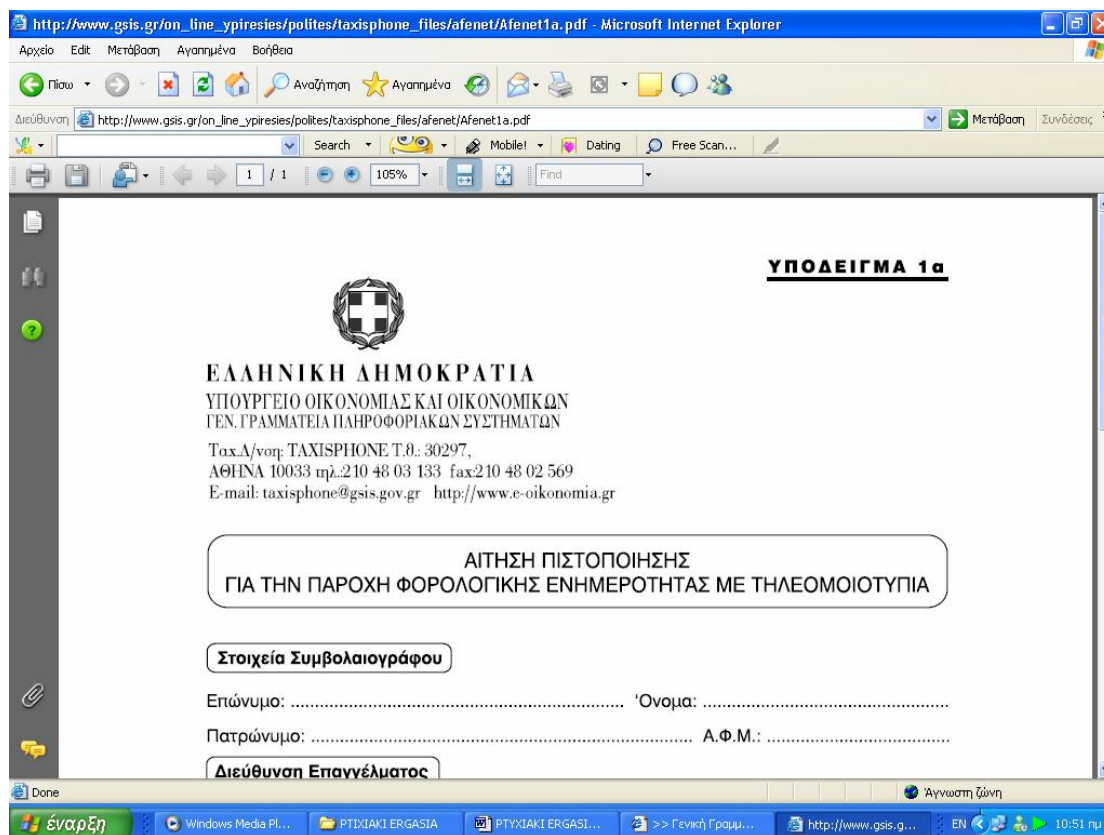 http://www.gsis.gr/on_line_ypiresies/polites/taxisphone_files/afenet/Afenet1a.pdf - Microsoft Internet Explorer
Αρχείο Edit Μετάβαση Αγαπημένα Βοήθεια
Πίσω Αναζήτηση Αγαπημένα
Διεύθυνση http://www.gsis.gr/on_line_ypiresies/polites/taxisphone_files/afenet/Afenet1a.pdf Μετάβαση Συνδέσεις
Search Mobile! Dating Free Scan...
1 / 1 105% Find
ΥΠΟΔΕΙΓΜΑ 1α
ΕΛΛΗΝΙΚΗ ΔΗΜΟΚΡΑΤΙΑ
ΥΠΟΥΡΓΕΙΟ ΟΙΚΟΝΟΜΙΑΣ ΚΑΙ ΟΙΚΟΝΟΜΙΚΩΝ
ΓΕΝ. ΓΡΑΜΜΑΤΕΙΑ ΠΛΗΡΟΦΟΡΙΑΚΩΝ ΣΥΣΤΗΜΑΤΩΝ
Ταχ.Δ/νση: TAXISPHONE Τ.θ.: 30297,
ΑΘΗΝΑ 10033 τηλ.:210 48 03 133 fax:210 48 02 569
E-mail: taxisphone@gsis.gov.gr http://www.e-oikonomia.gr
ΑΙΤΗΣΗ ΠΙΣΤΟΠΟΙΗΣΗΣ
ΓΙΑ ΤΗΝ ΠΑΡΟΧΗ ΦΟΡΟΛΟΓΙΚΗΣ ΕΝΗΜΕΡΟΤΗΤΑΣ ΜΕ ΤΗΛΕΟΜΟΙΟΤΥΠΙΑ
Στοιχεία Συμβολαιογράφου
Επώνυμο: .................................................................. 'Ονομα: .................................................
Πατρώνυμο: ........................................................................... Α.Φ.Μ.: ....................................
Διεύθυνση Επαγγέλματος
Done Άγνωστη ζώνη
έναρξη Windows Media Pl... PTIXIAKI ERGASIA PTYXIAKI ERGASI... >> Γενική Γραμμ... http://www.gsis.g... EN 10:51 πμ